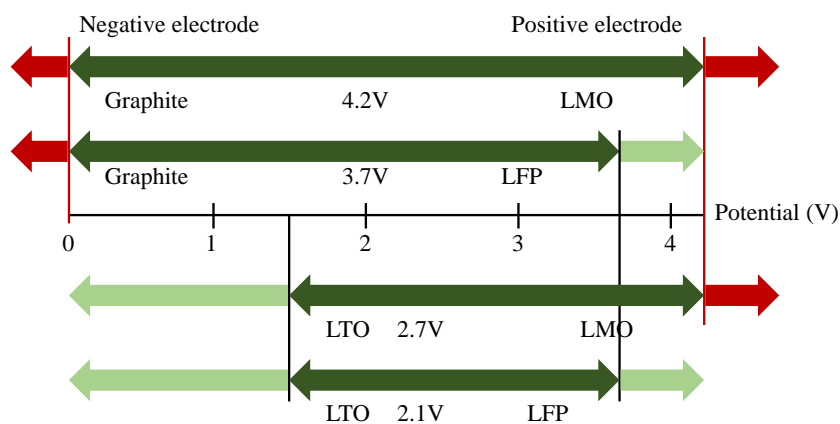 Negative electrode Positive electrode
Graphite 4.2V LMO
Graphite 3.7V LFP
Potential (V)
0 1 2 3 4
LTO 2.7V LMO
LTO 2.1V LFP